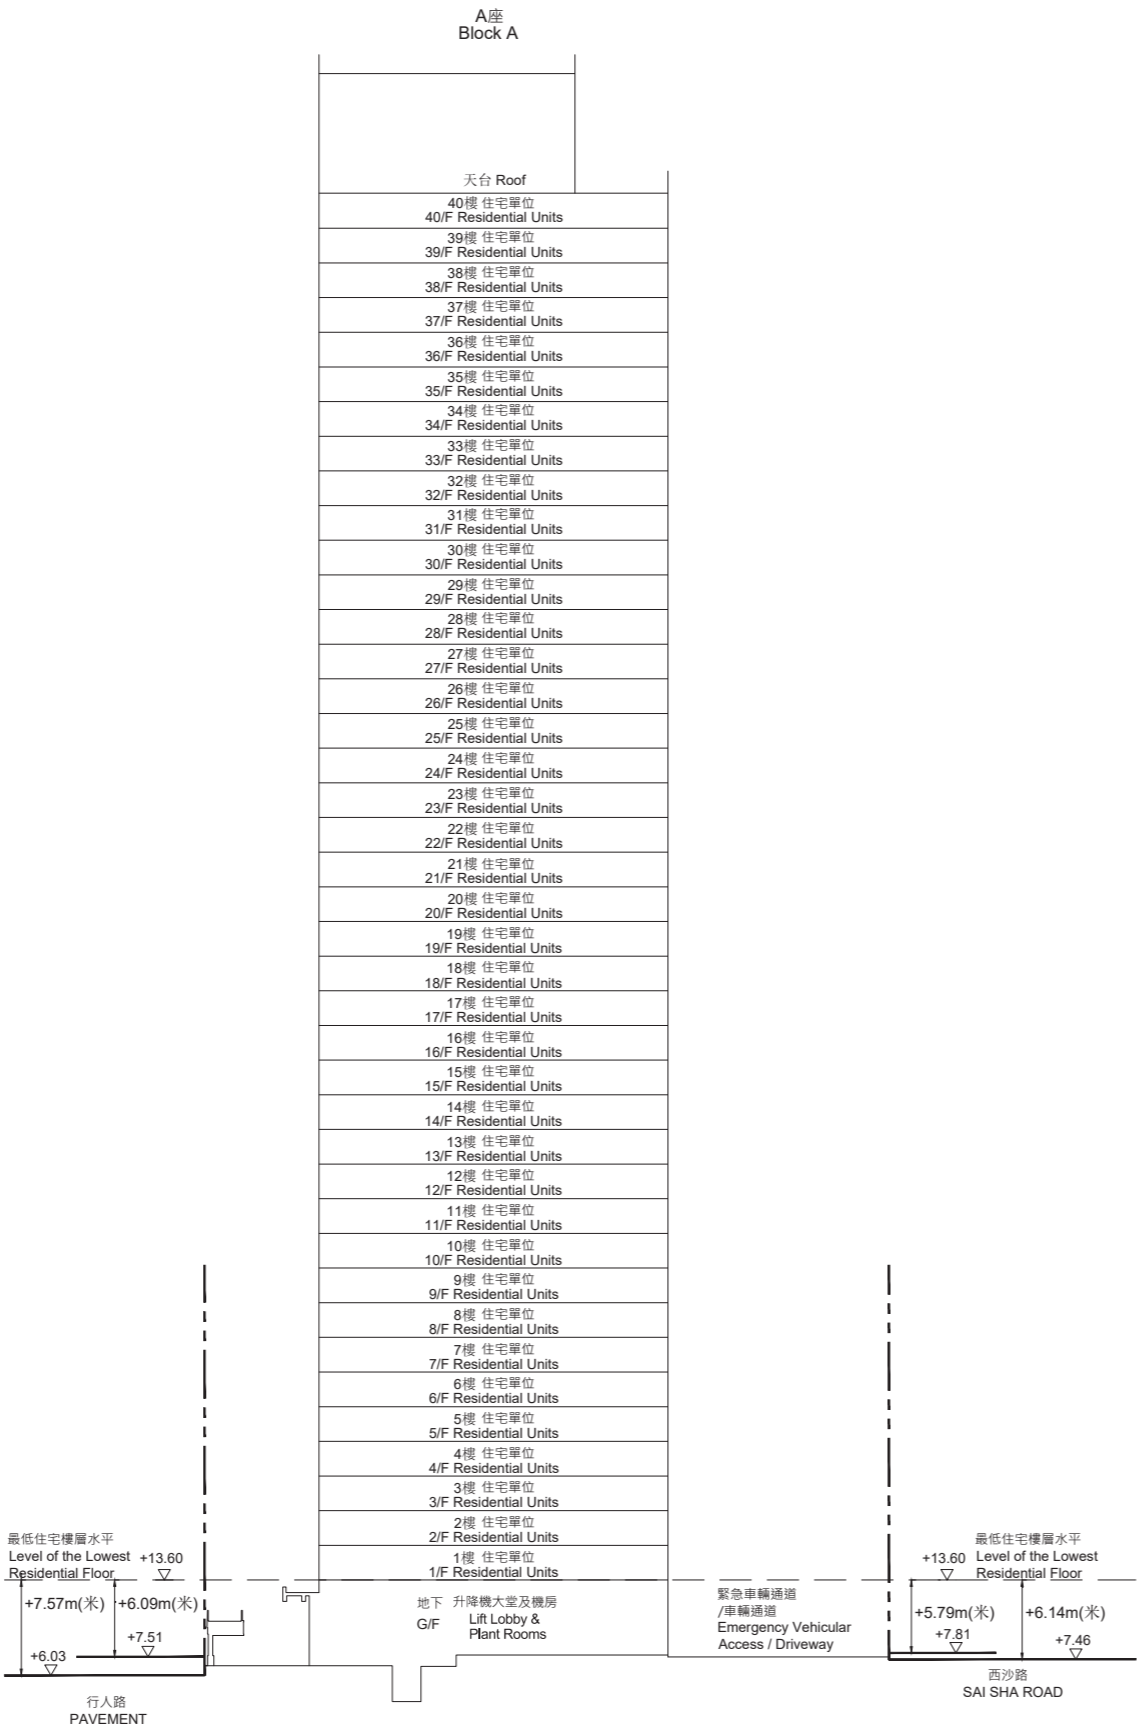 A座
Block A
天台 Roof
40樓 住宅單位
40/F Residential Units
39樓 住宅單位
39/F Residential Units
38樓 住宅單位
38/F Residential Units
37樓 住宅單位
37/F Residential Units
36樓 住宅單位
36/F Residential Units
35樓 住宅單位
35/F Residential Units
34樓 住宅單位
34/F Residential Units
33樓 住宅單位
33/F Residential Units
32樓 住宅單位
32/F Residential Units
31樓 住宅單位
31/F Residential Units
30樓 住宅單位
30/F Residential Units
29樓 住宅單位
29/F Residential Units
28樓 住宅單位
28/F Residential Units
27樓 住宅單位
27/F Residential Units
26樓 住宅單位
26/F Residential Units
25樓 住宅單位
25/F Residential Units
24樓 住宅單位
24/F Residential Units
23樓 住宅單位
23/F Residential Units
22樓 住宅單位
22/F Residential Units
21樓 住宅單位
21/F Residential Units
20樓 住宅單位
20/F Residential Units
19樓 住宅單位
19/F Residential Units
18樓 住宅單位
18/F Residential Units
17樓 住宅單位
17/F Residential Units
16樓 住宅單位
16/F Residential Units
15樓 住宅單位
15/F Residential Units
14樓 住宅單位
14/F Residential Units
13樓 住宅單位
13/F Residential Units
12樓 住宅單位
12/F Residential Units
11樓 住宅單位
11/F Residential Units
10樓 住宅單位
10/F Residential Units
9樓 住宅單位
9/F Residential Units
8樓 住宅單位
8/F Residential Units
7樓 住宅單位
7/F Residential Units
6樓 住宅單位
6/F Residential Units
5樓 住宅單位
5/F Residential Units
4樓 住宅單位
4/F Residential Units
3樓 住宅單位
3/F Residential Units
2樓 住宅單位
2/F Residential Units
1樓 住宅單位
1/F Residential Units
最低住宅樓層水平
Level of the Lowest
Residential Floor
+13.60
+7.57m(米)
+6.09m(米)
+7.51
+6.03
行人路
PAVEMENT
地下 升降機大堂及機房
G/F
Lift Lobby &
Plant Rooms
緊急車輛通道
/車輛通道
Emergency Vehicular
Access / Driveway
最低住宅樓層水平
+13.60
Level of the Lowest
Residential Floor
+5.79m(米)
+6.14m(米)
+7.81
+7.46
西沙路
SAI SHA ROAD